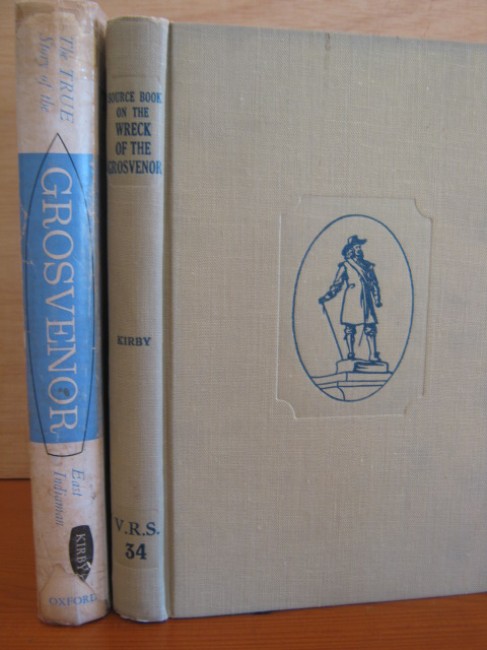 The TRUE
Story of the
GROSVENOR
East
Indiaman
KIRBY
OXFORD
SOURCE BOOK
ON THE
WRECK
OF THE
GROSVENOR
KIRBY
V.R.S.
34